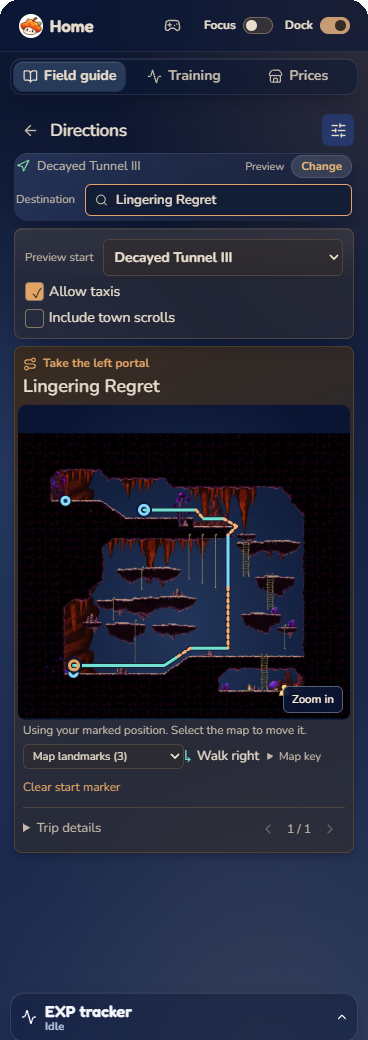 Home
Focus
Dock
Field guide
Training
Prices
Directions
Decayed Tunnel III
Preview
Change
Destination
Lingering Regret
Preview start
Decayed Tunnel III
Allow taxis
Include town scrolls
Take the left portal
Lingering Regret
Zoom in
Using your marked position. Select the map to move it.
Map landmarks (3)
Walk right
Map key
Clear start marker
Trip details
1 / 1
EXP tracker
Idle